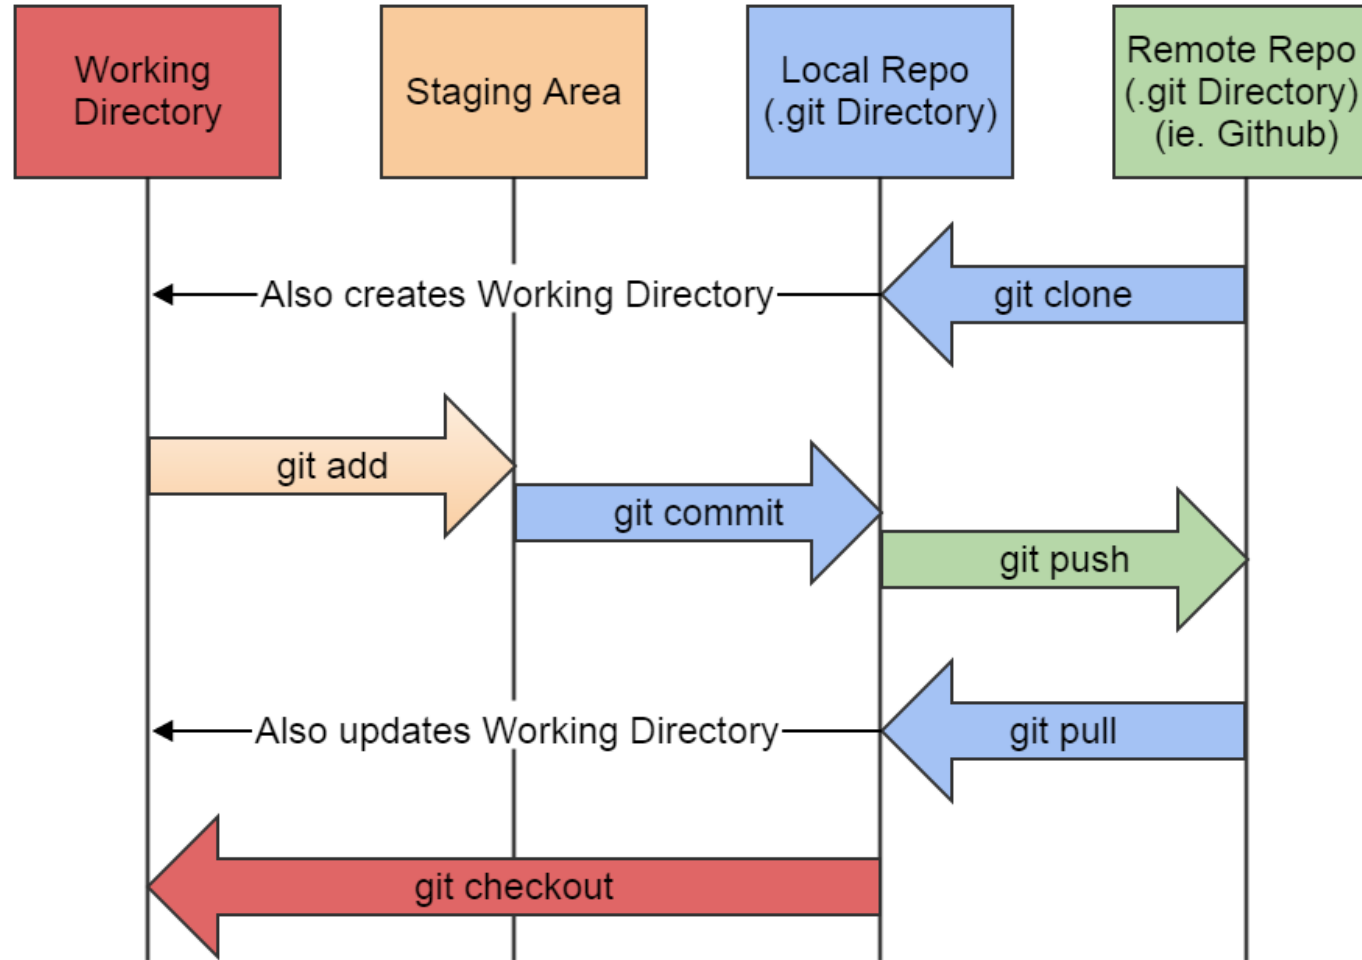 Working
Directory
Staging Area
Local Repo
(.git Directory)
Remote Repo
(.git Directory)
(ie. Github)
Also creates Working Directory
git clone
git add
git commit
git push
Also updates Working Directory
git pull
git checkout